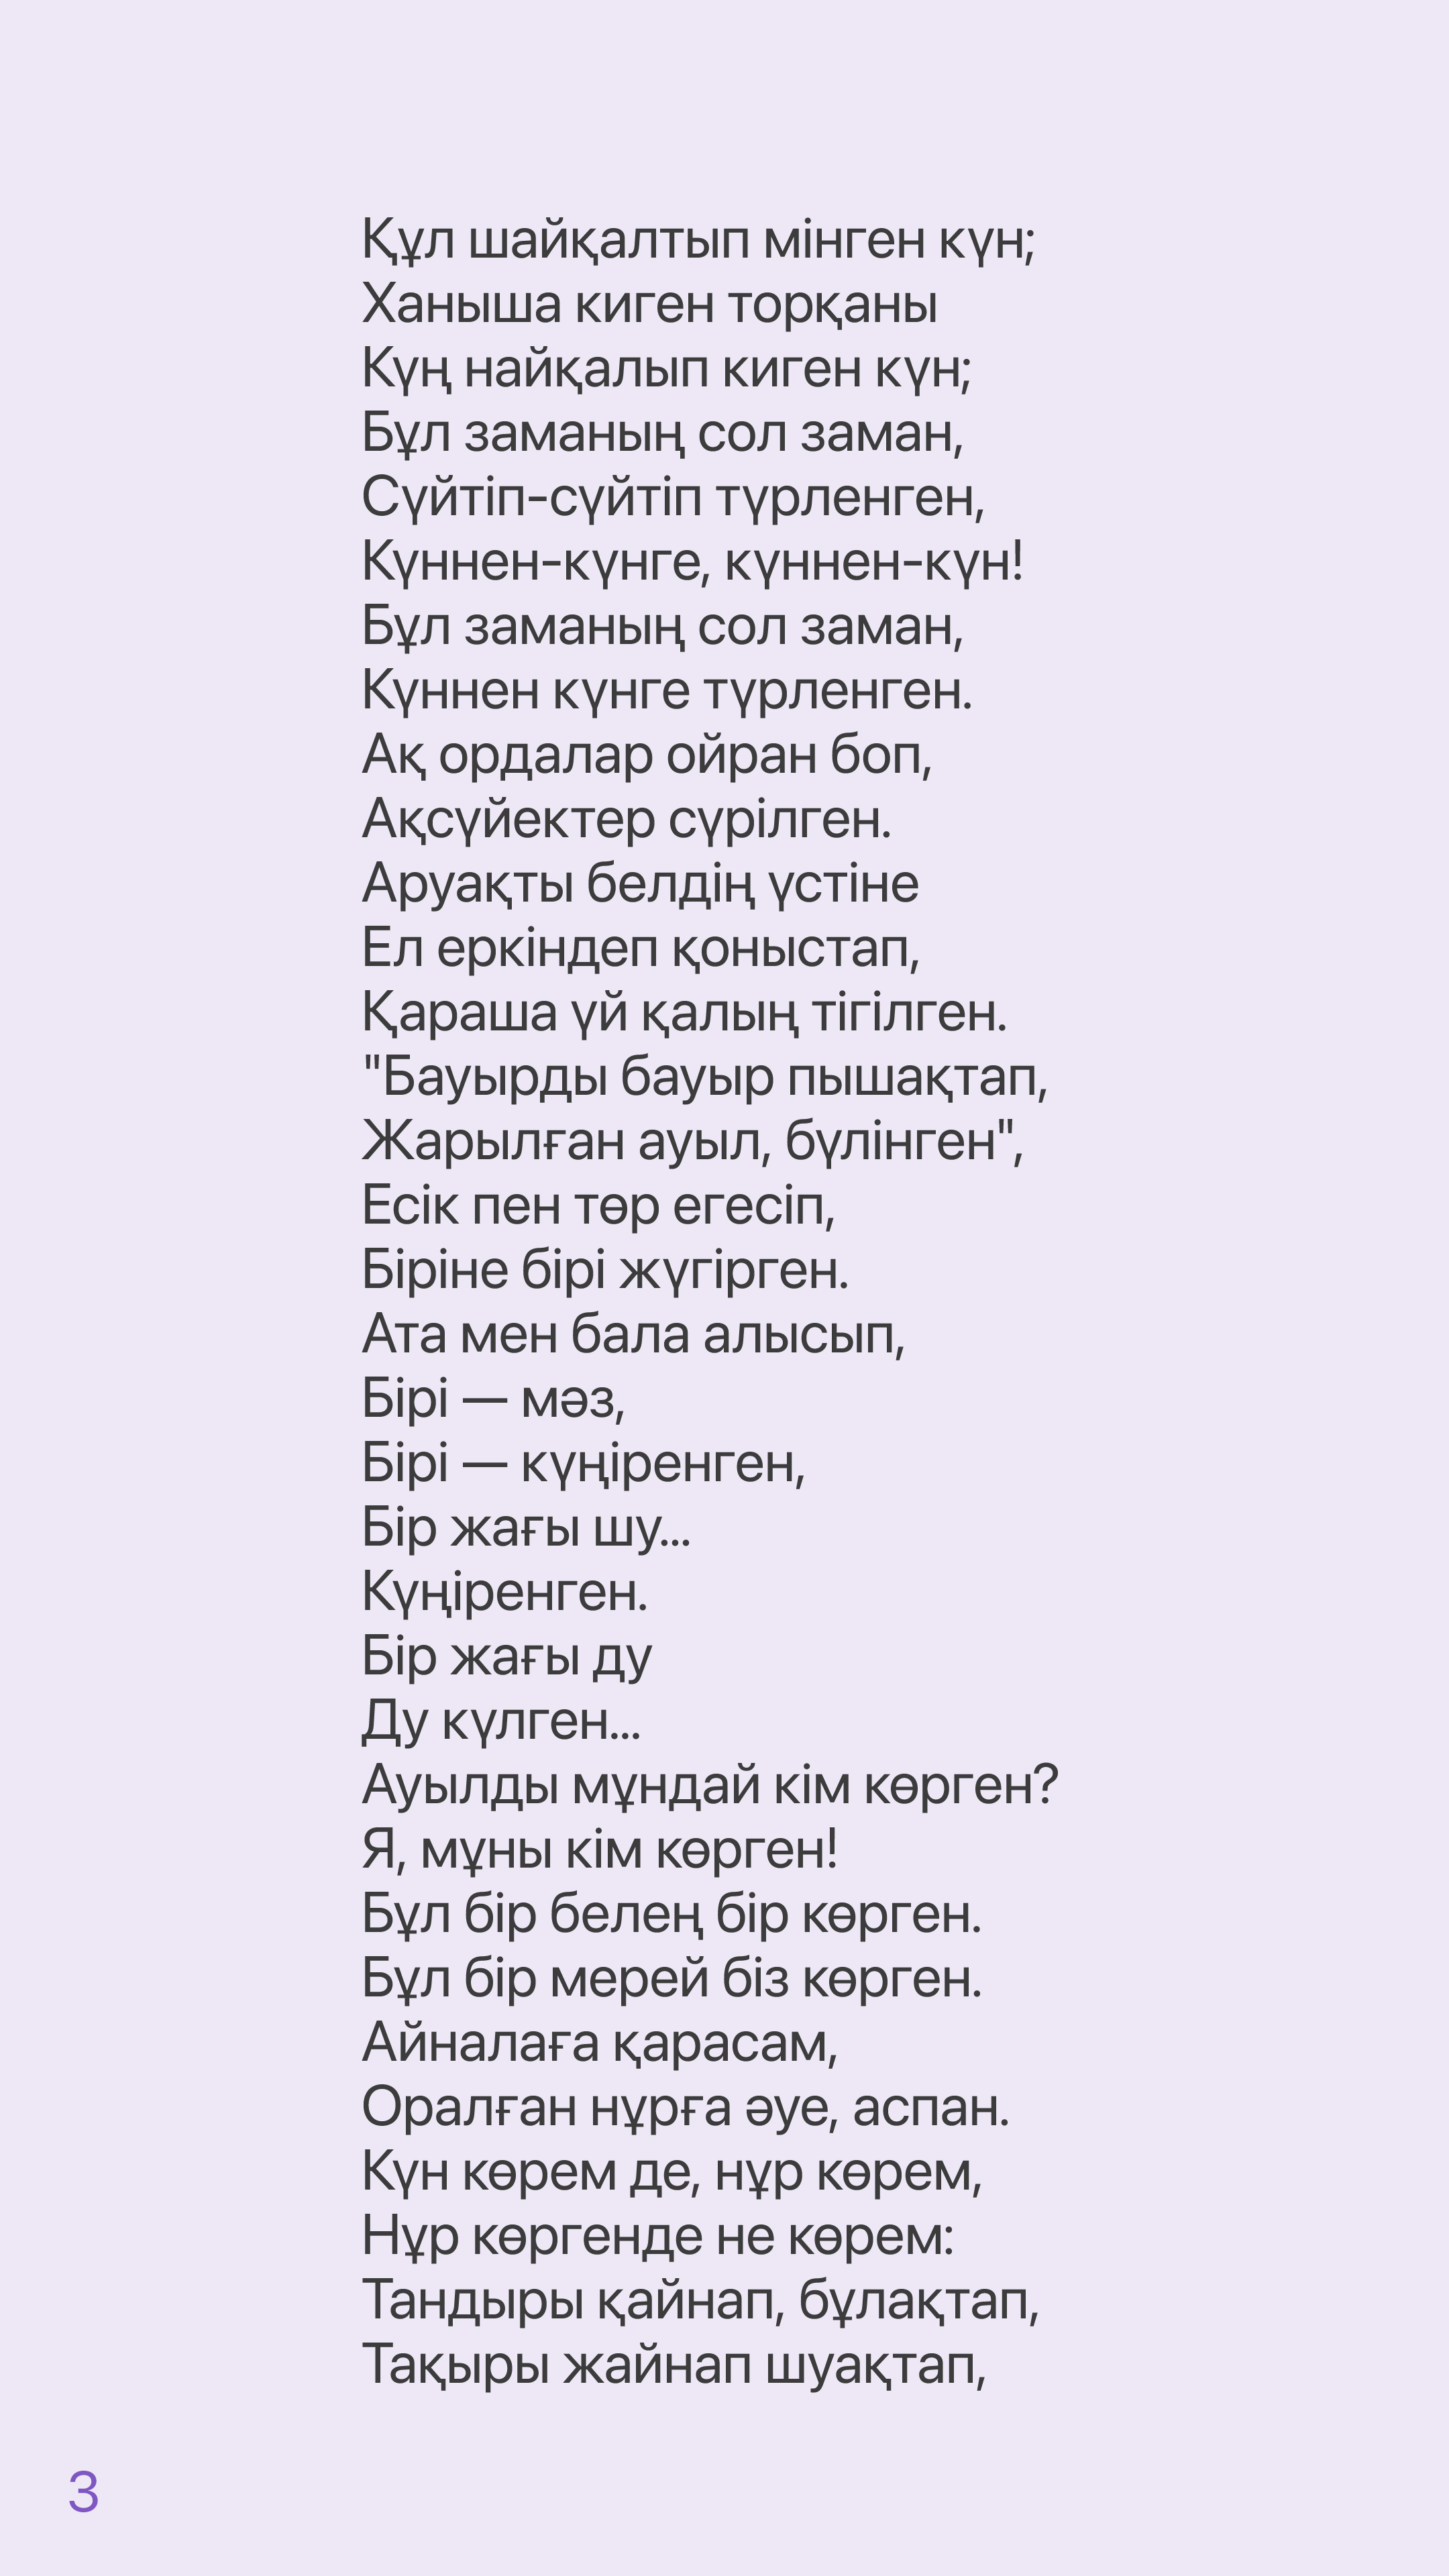 Құл шайқалтып мінген күн;
Ханыша киген торқаны
Күң найқалып киген күн;
Бұл заманың сол заман,
Сүйтіп-сүйтіп түрленген,
Күннен-күнге, күннен-күн!
Бұл заманың сол заман,
Күннен күнге түрленген.
Ақ ордалар ойран боп,
Ақсүйектер сүрілген.
Аруақты белдің үстіне
Ел еркіндеп қоныстап,
Қараша үй қалың тігілген.
"Бауырды бауыр пышақтап,
Жарылған ауыл, бүлінген",
Есік пен төр егесіп,
Біріне бірі жүгірген.
Ата мен бала алысып,
Бірі — мәз,
Бірі — күңіренген,
Бір жағы шу...
Күңіренген.
Бір жағы ду
Ду күлген...
Ауылды мұндай кім көрген?
Я, мұны кім көрген!
Бұл бір белең бір көрген.
Бұл бір мерей біз көрген.
Айналаға қарасам,
Оралған нұрға әуе, аспан.
Күн көрем де, нұр көрем,
Нұр көргенде не көрем:
Тандыры қайнап, бұлақтап,
Тақыры жайнап шуақтап,
3